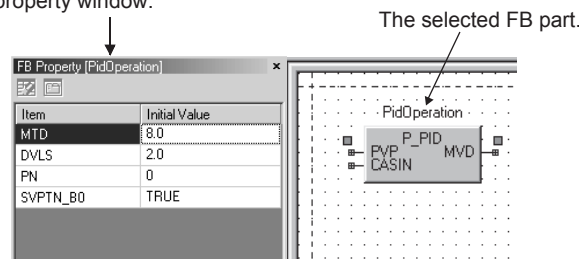 property window.
The selected FB part.
FB Property [PidOperation]
Item Initial Value
MTD 8.0
DVLS 2.0
PN 0
SVPTN_B0 TRUE
PidOperation
P_PID
PVP MVD
CASIN